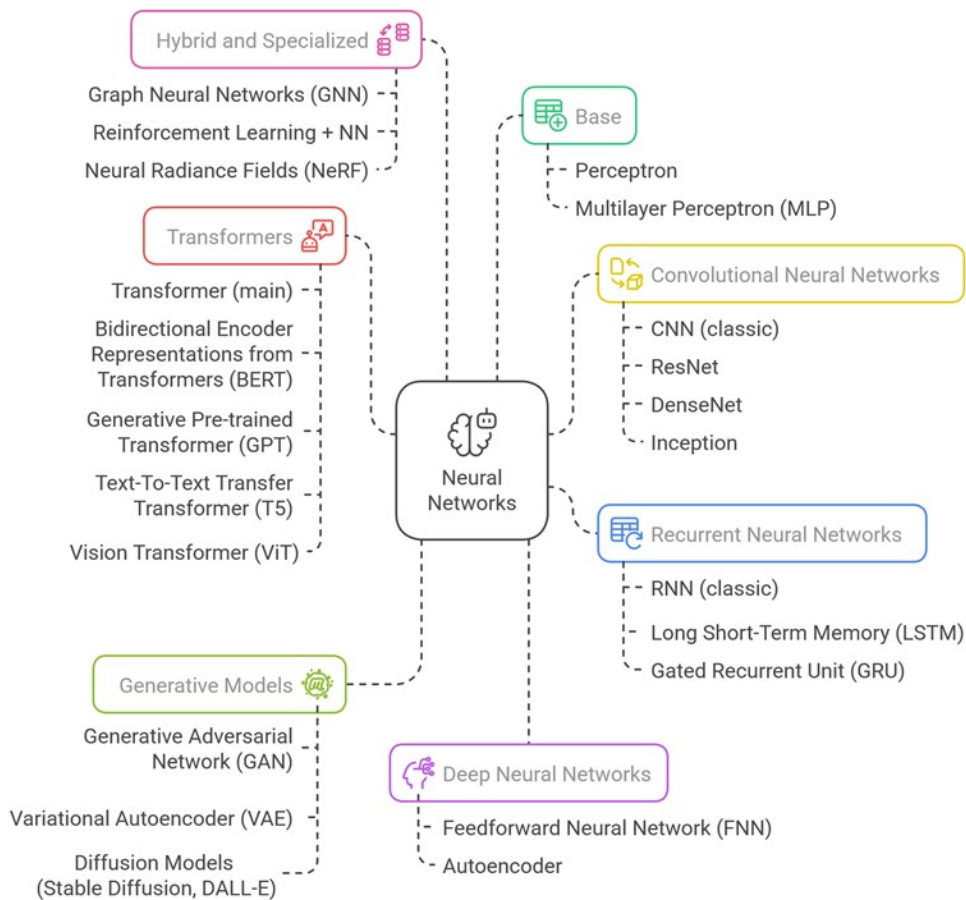 Hybrid and Specialized
Graph Neural Networks (GNN)
Reinforcement Learning + NN
Neural Radiance Fields (NeRF)
Base
Perceptron
Multilayer Perceptron (MLP)
Transformers
A
Transformer (main)
Bidirectional Encoder
Representations from
Transformers (BERT)
Generative Pre-trained
Transformer (GPT)
Text-To-Text Transfer
Transformer (T5)
Vision Transformer (ViT)
Convolutional Neural Networks
CNN (classic)
ResNet
DenseNet
Inception
Neural
Networks
Recurrent Neural Networks
RNN (classic)
Long Short-Term Memory (LSTM)
Gated Recurrent Unit (GRU)
Generative Models
Generative Adversarial
Network (GAN)
Variational Autoencoder (VAE)
Diffusion Models
(Stable Diffusion, DALL-E)
Deep Neural Networks
Feedforward Neural Network (FNN)
Autoencoder